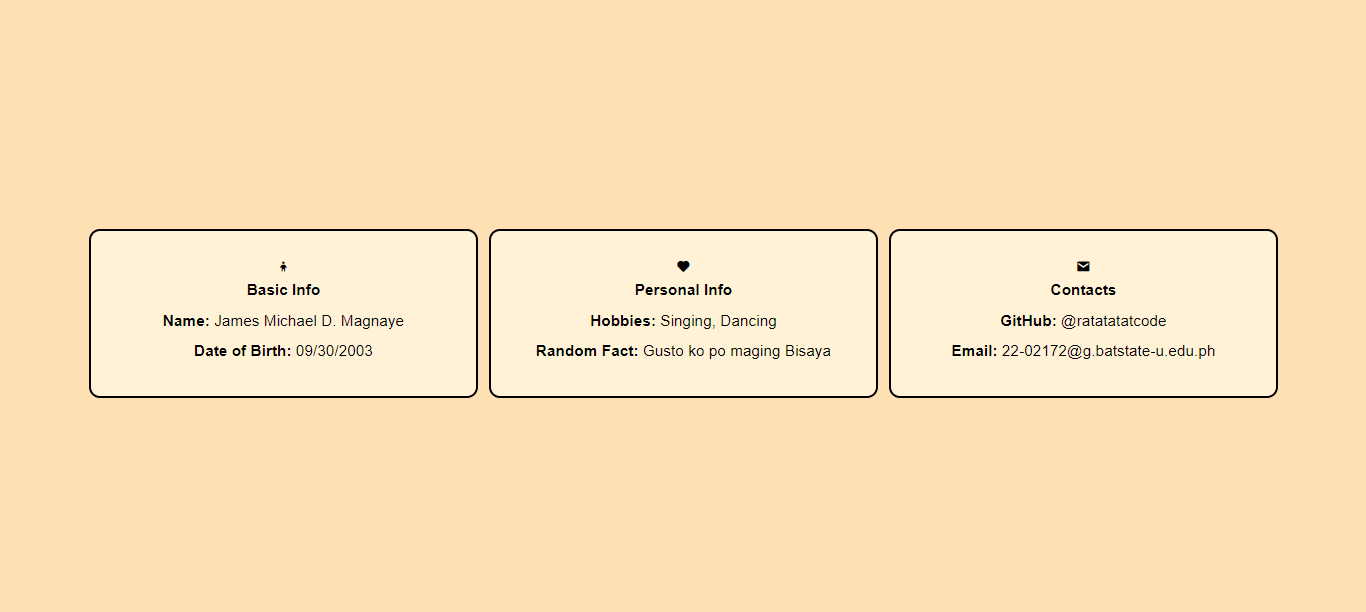 Basic Info
Name: James Michael D. Magnaye
Date of Birth: 09/30/2003
Personal Info
Hobbies: Singing, Dancing
Random Fact: Gusto ko po maging Bisaya
Contacts
GitHub: @ratatatatcode
Email: 22-02172@g.batstate-u.edu.ph